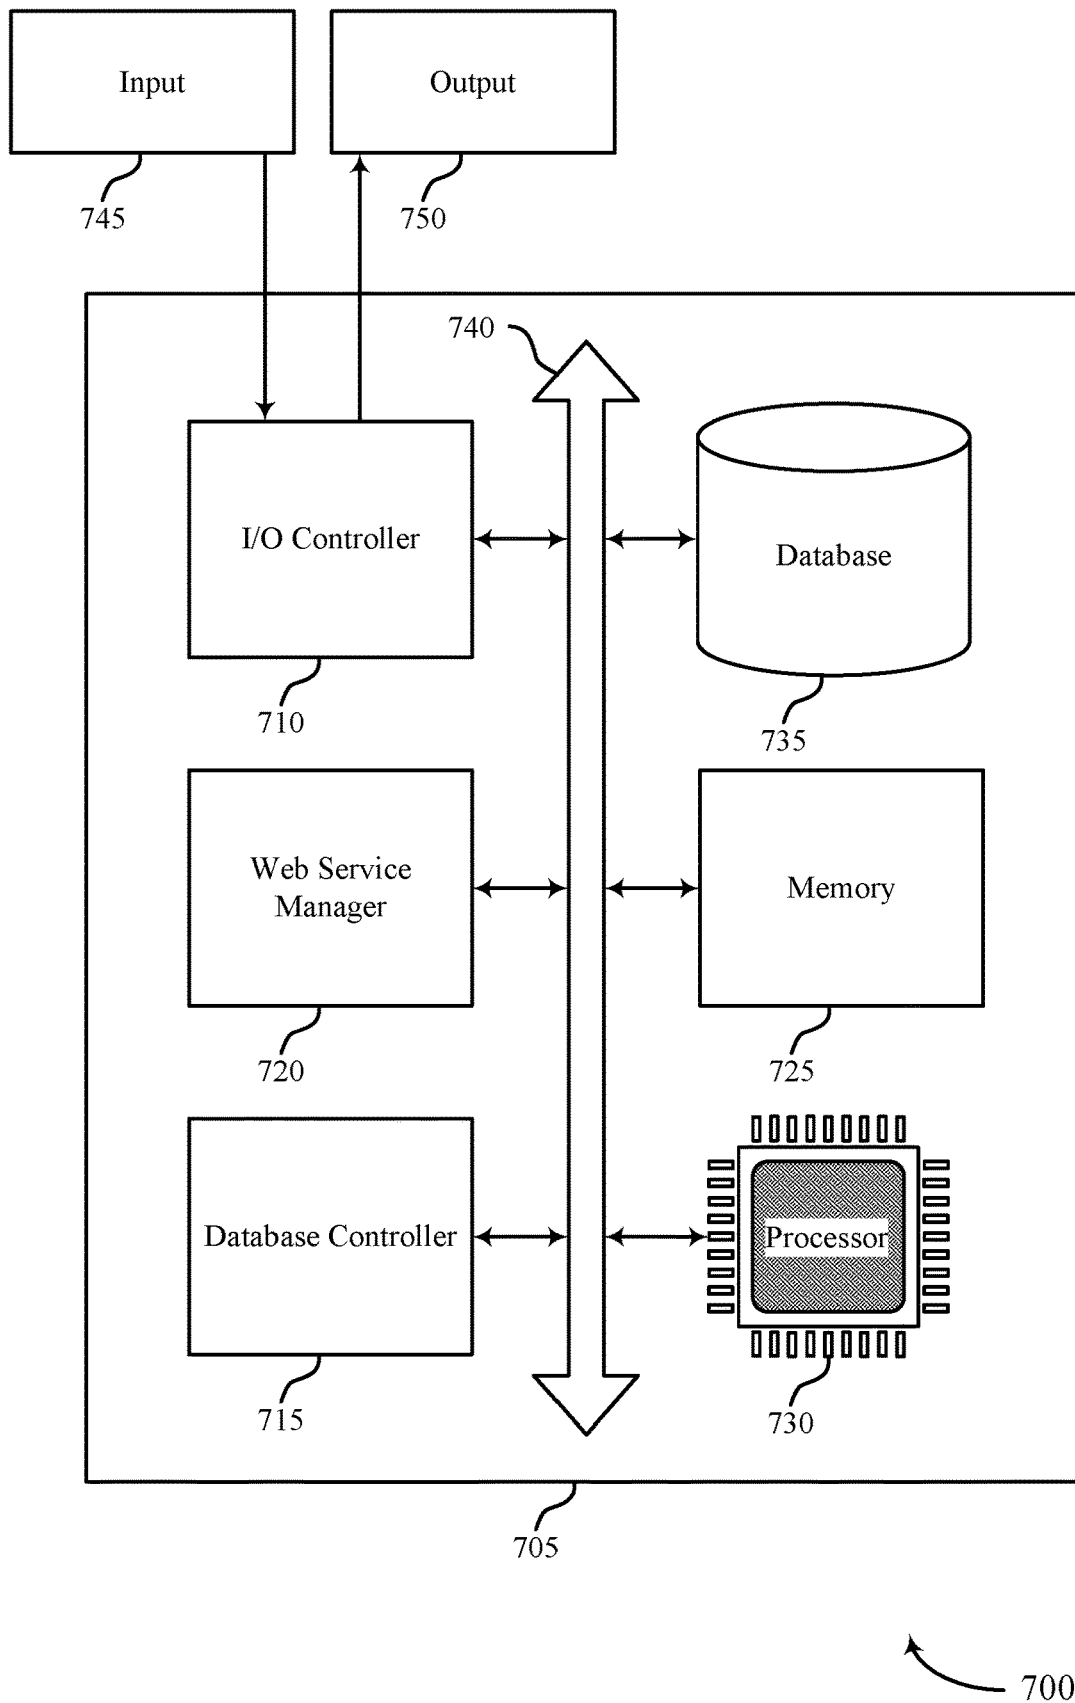 Input
Output
745
750
740
I/O Controller
Database
710
735
Web Service
Manager
Memory
720
725
Database Controller
Processor
715
730
705
700